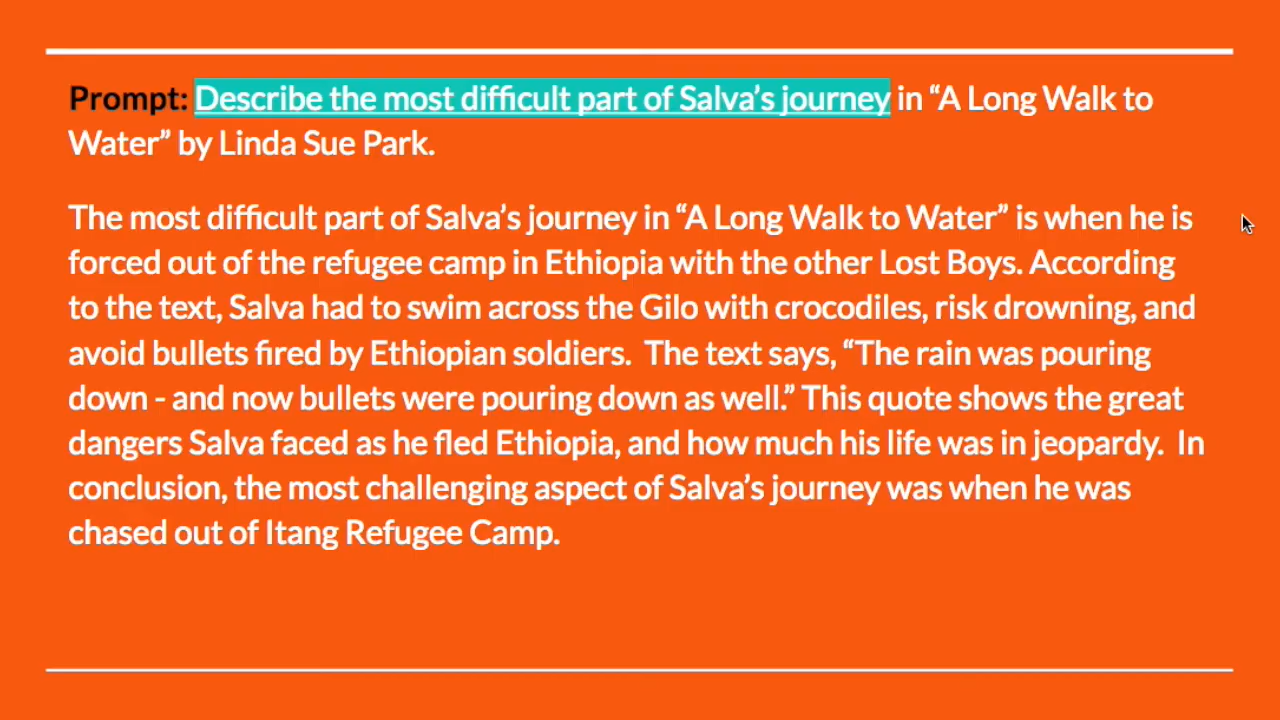 Prompt: Describe the most difficult part of Salva’s journey in “A Long Walk to
Water” by Linda Sue Park.
The most difficult part of Salva’s journey in “A Long Walk to Water” is when he is
forced out of the refugee camp in Ethiopia with the other Lost Boys. According
to the text, Salva had to swim across the Gilo with crocodiles, risk drowning, and
avoid bullets fired by Ethiopian soldiers.  The text says, “The rain was pouring
down - and now bullets were pouring down as well.” This quote shows the great
dangers Salva faced as he fled Ethiopia, and how much his life was in jeopardy.  In
conclusion, the most challenging aspect of Salva’s journey was when he was
chased out of Itang Refugee Camp.